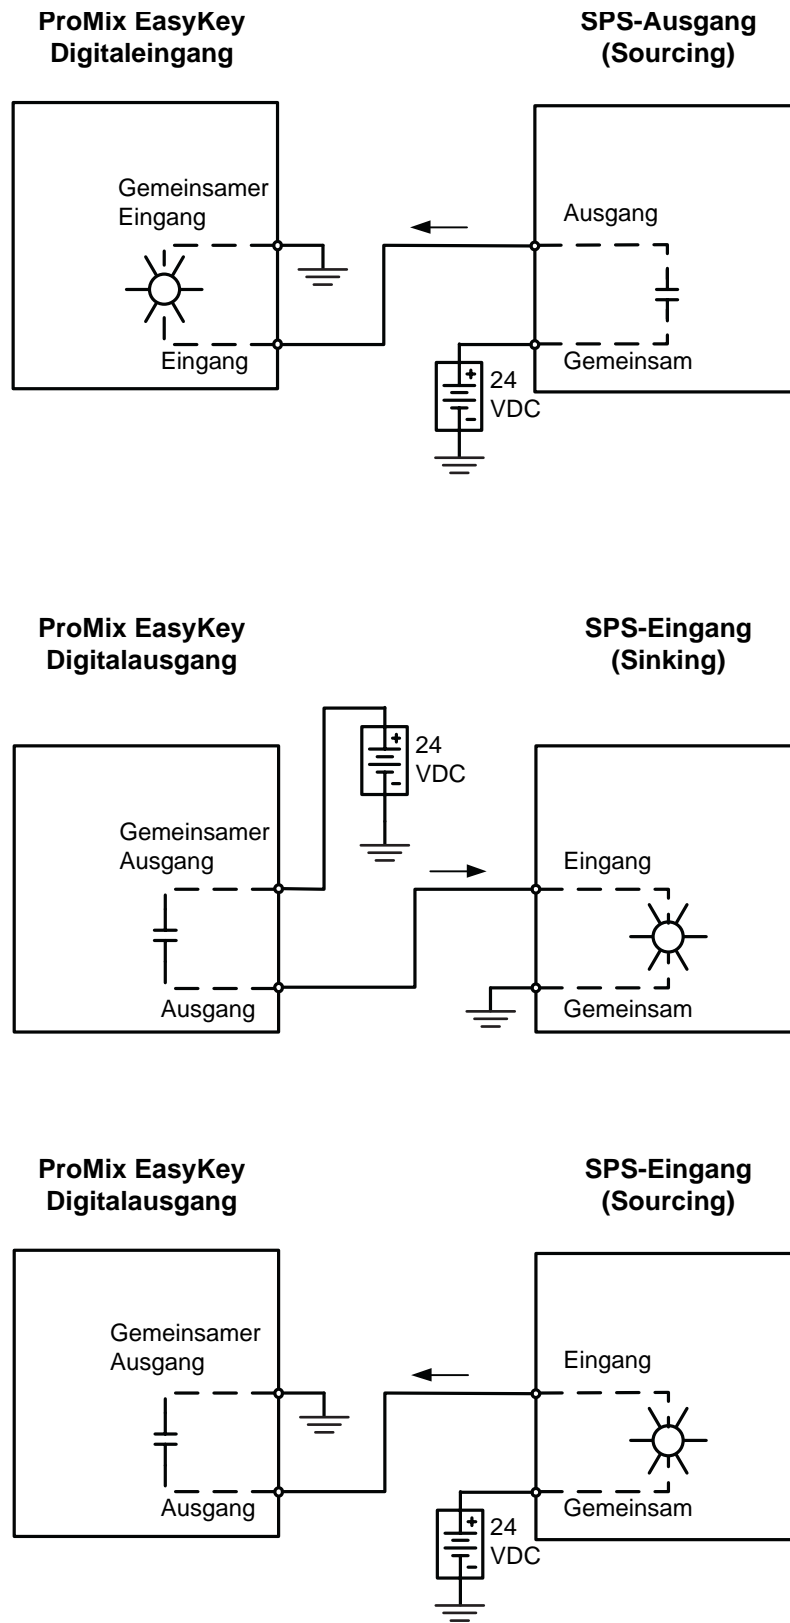 ProMix EasyKey
Digitaleingang
SPS-Ausgang
(Sourcing)
Gemeinsamer
Eingang
Eingang
Ausgang
Gemeinsam
+
-
24
VDC
ProMix EasyKey
Digitalausgang
SPS-Eingang
(Sinking)
+
-
24
VDC
Gemeinsamer
Ausgang
Ausgang
Eingang
Gemeinsam
ProMix EasyKey
Digitalausgang
SPS-Eingang
(Sourcing)
Gemeinsamer
Ausgang
Ausgang
Eingang
Gemeinsam
+
-
24
VDC